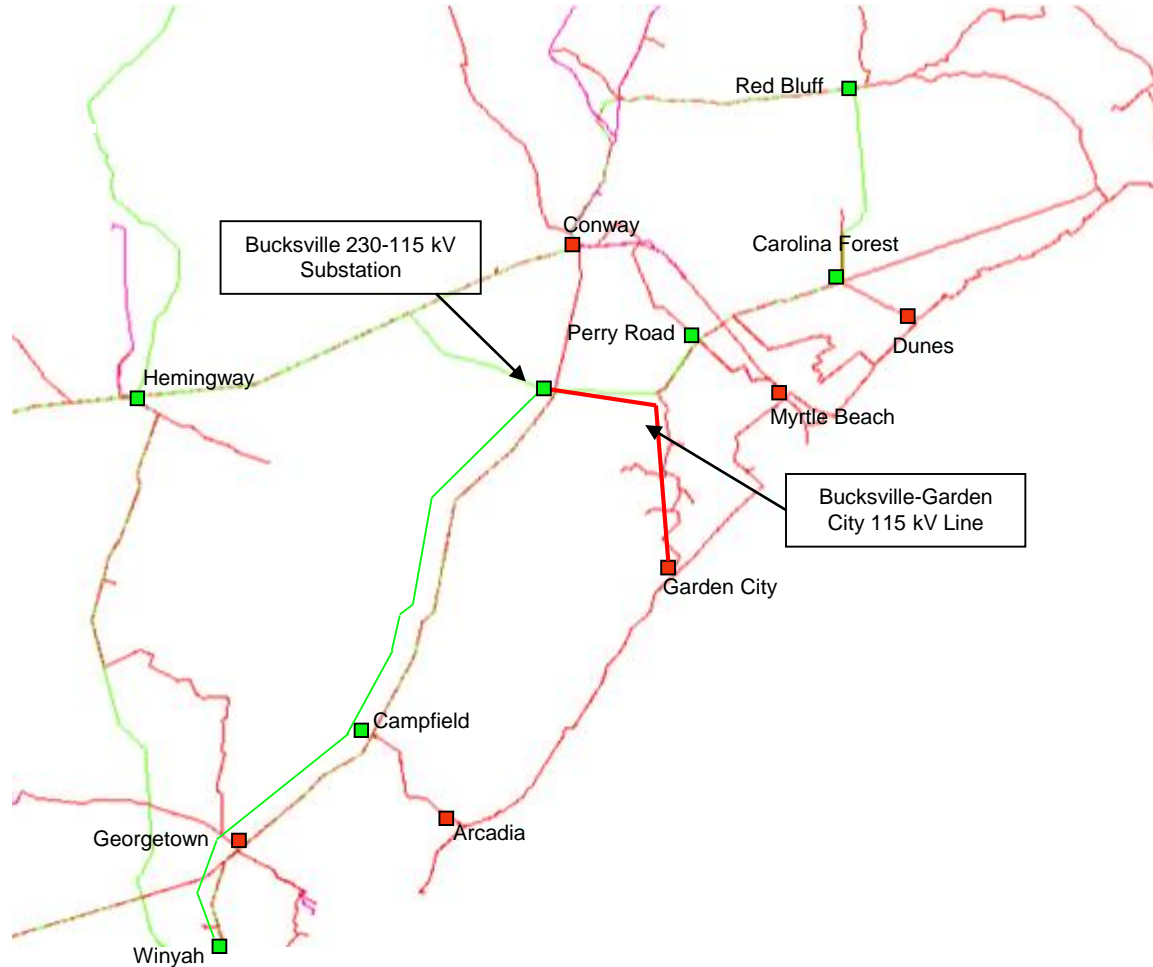 Red Bluff
Conway
Bucksville 230-115 kV
Substation
Carolina Forest
Perry Road
Dunes
Hemingway
Myrtle Beach
Bucksville-Garden
City 115 kV Line
Garden City
Campfield
Arcadia
Georgetown
Winyah